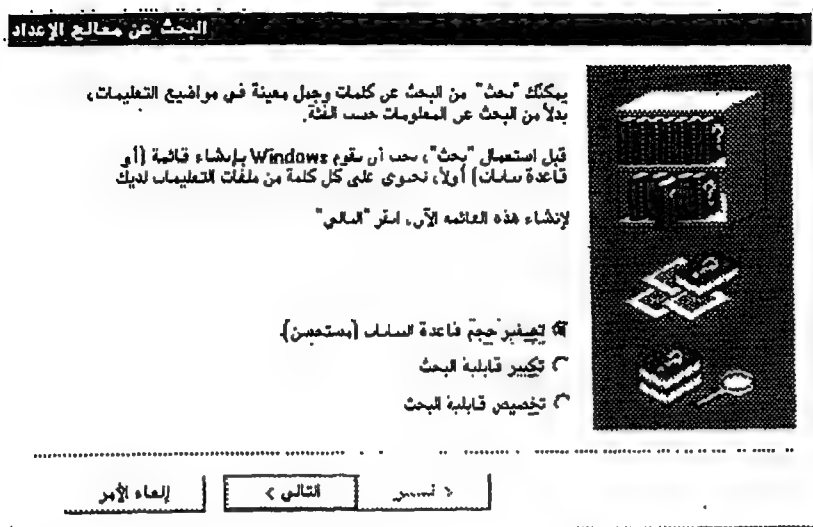 البحث عن معالج الإعداد
يمكنك "بحث" من البحث عن كلمات وجمل معينة في مواضيع التعليمات،
بدلاً من البحث عن المعلومات حسب الفئة.
قبل استعمال "بحث"، يجب أن يقوم Windows بإنشاء قائمة (أو
قاعدة بيانات) أولاً، تحتوي على كل كلمة من ملفات التعليمات لديك
لإنشاء هذه القائمة الآن، انقر "التالي"
تصغير حجم قاعدة البيانات (مستحسن).
تكبير قابلية البحث
تخصيص قابلية البحث
< التالي
إلغاء الأمر